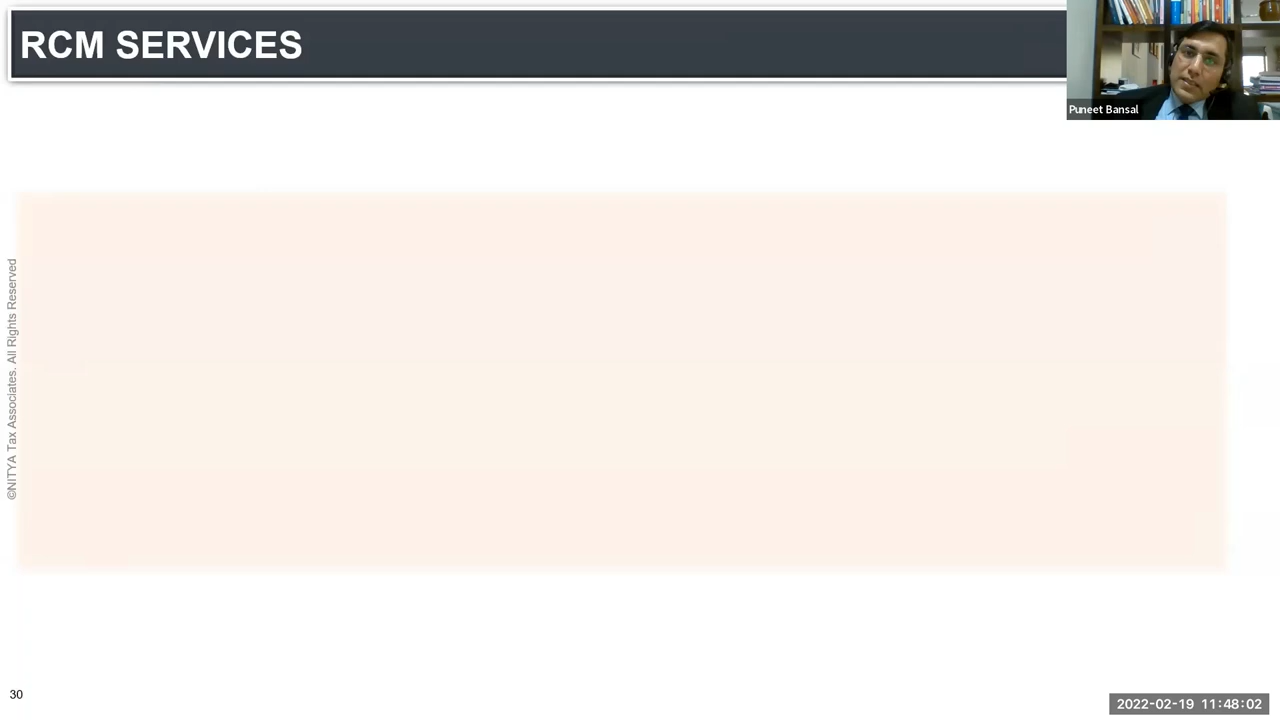 RCM SERVICES
Puneet Bansal
©NITYA Tax Associates. All Rights Reserved
30
2022-02-19 11:48:02